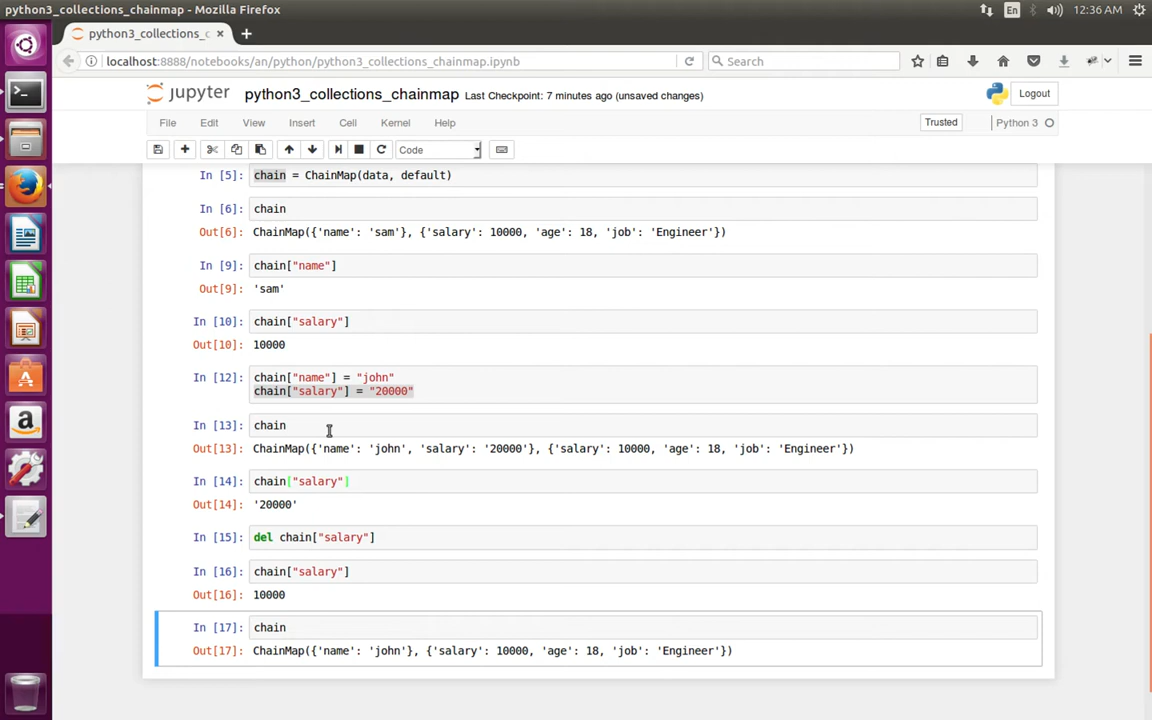 python3_collections_chainmap - Mozilla Firefox
En
12:36 AM
python3_collections_c
localhost:8888/notebooks/an/python/python3_collections_chainmap.ipynb
Search
jupyter
python3_collections_chainmap Last Checkpoint: 7 minutes ago (unsaved changes)
Logout
File Edit View Insert Cell Kernel Help
Trusted
Python 3
Code
In [5]: chain = ChainMap(data, default)
In [6]: chain
Out[6]: ChainMap({'name': 'sam'}, {'salary': 10000, 'age': 18, 'job': 'Engineer'})
In [9]: chain["name"]
Out[9]: 'sam'
In [10]: chain["salary"]
Out[10]: 10000
In [12]: chain["name"] = "john"
chain["salary"] = "20000"
In [13]: chain
Out[13]: ChainMap({'name': 'john', 'salary': '20000'}, {'salary': 10000, 'age': 18, 'job': 'Engineer'})
In [14]: chain["salary"]
Out[14]: '20000'
In [15]: del chain["salary"]
In [16]: chain["salary"]
Out[16]: 10000
In [17]: chain
Out[17]: ChainMap({'name': 'john'}, {'salary': 10000, 'age': 18, 'job': 'Engineer'})